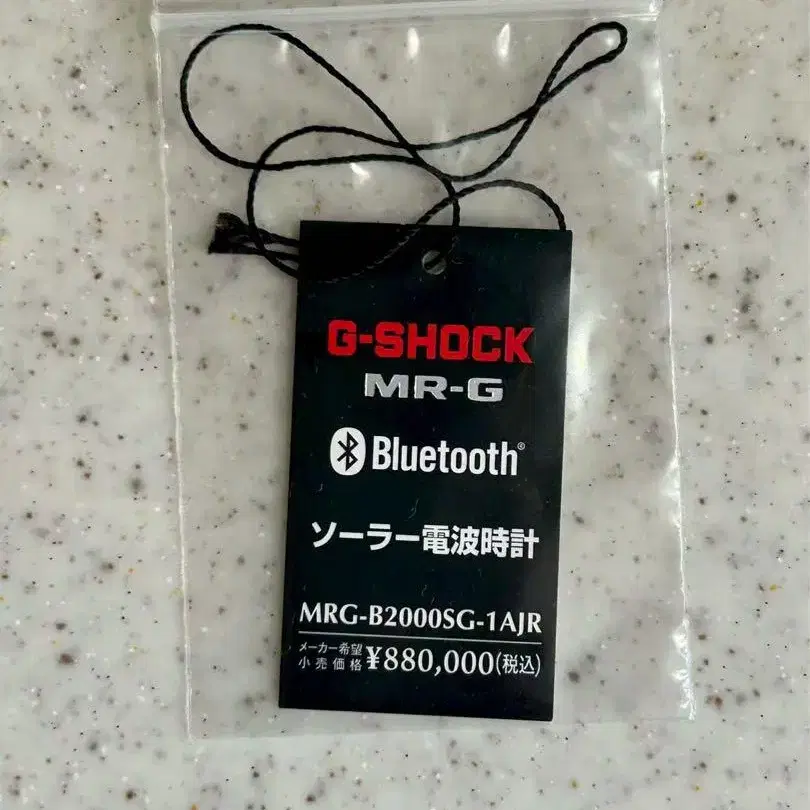 G-SHOCK
MR-G
Bluetooth®
ソーラー電波時計
MRG-B2000SG-1AJR
メーカー希望
小売価格 ¥880,000(税込)